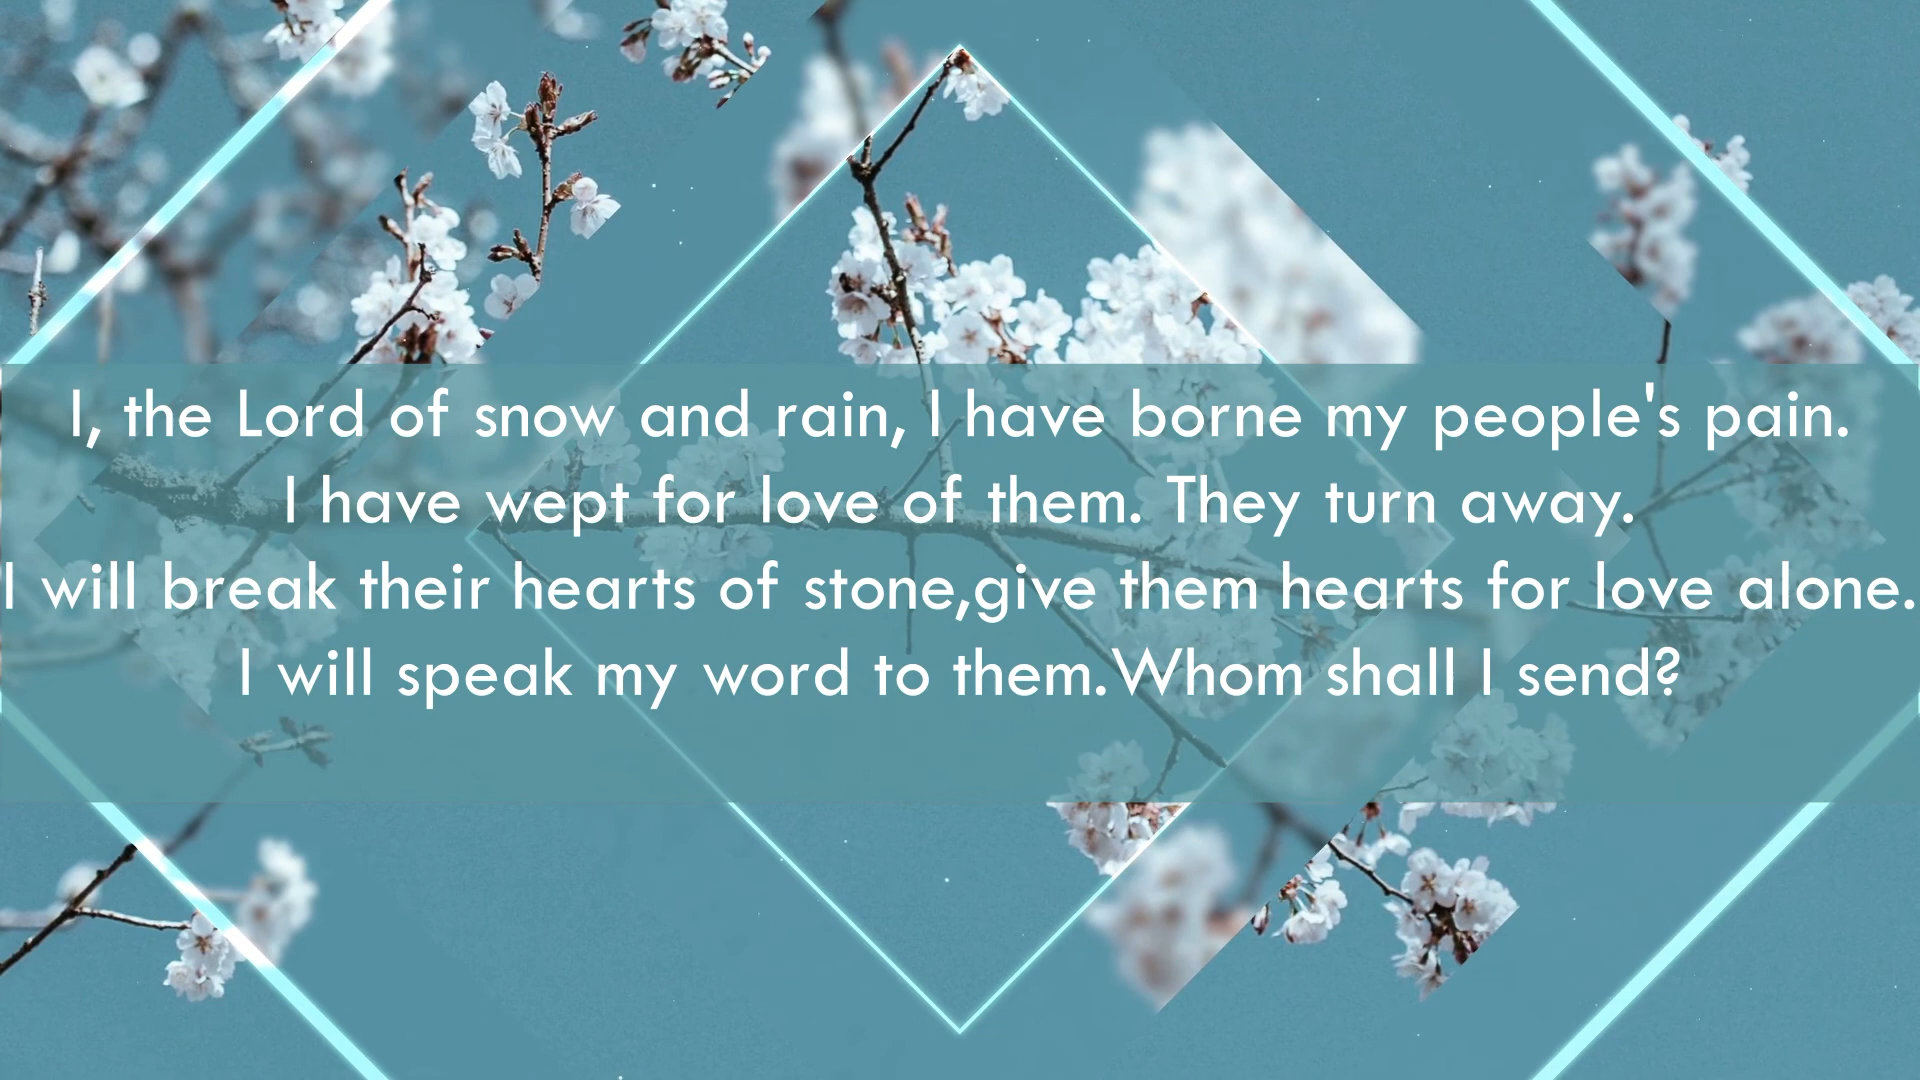 I, the Lord of snow and rain, I have borne my people's pain.
I have wept for love of them. They turn away.
I will break their hearts of stone,give them hearts for love alone.
I will speak my word to them.Whom shall I send?